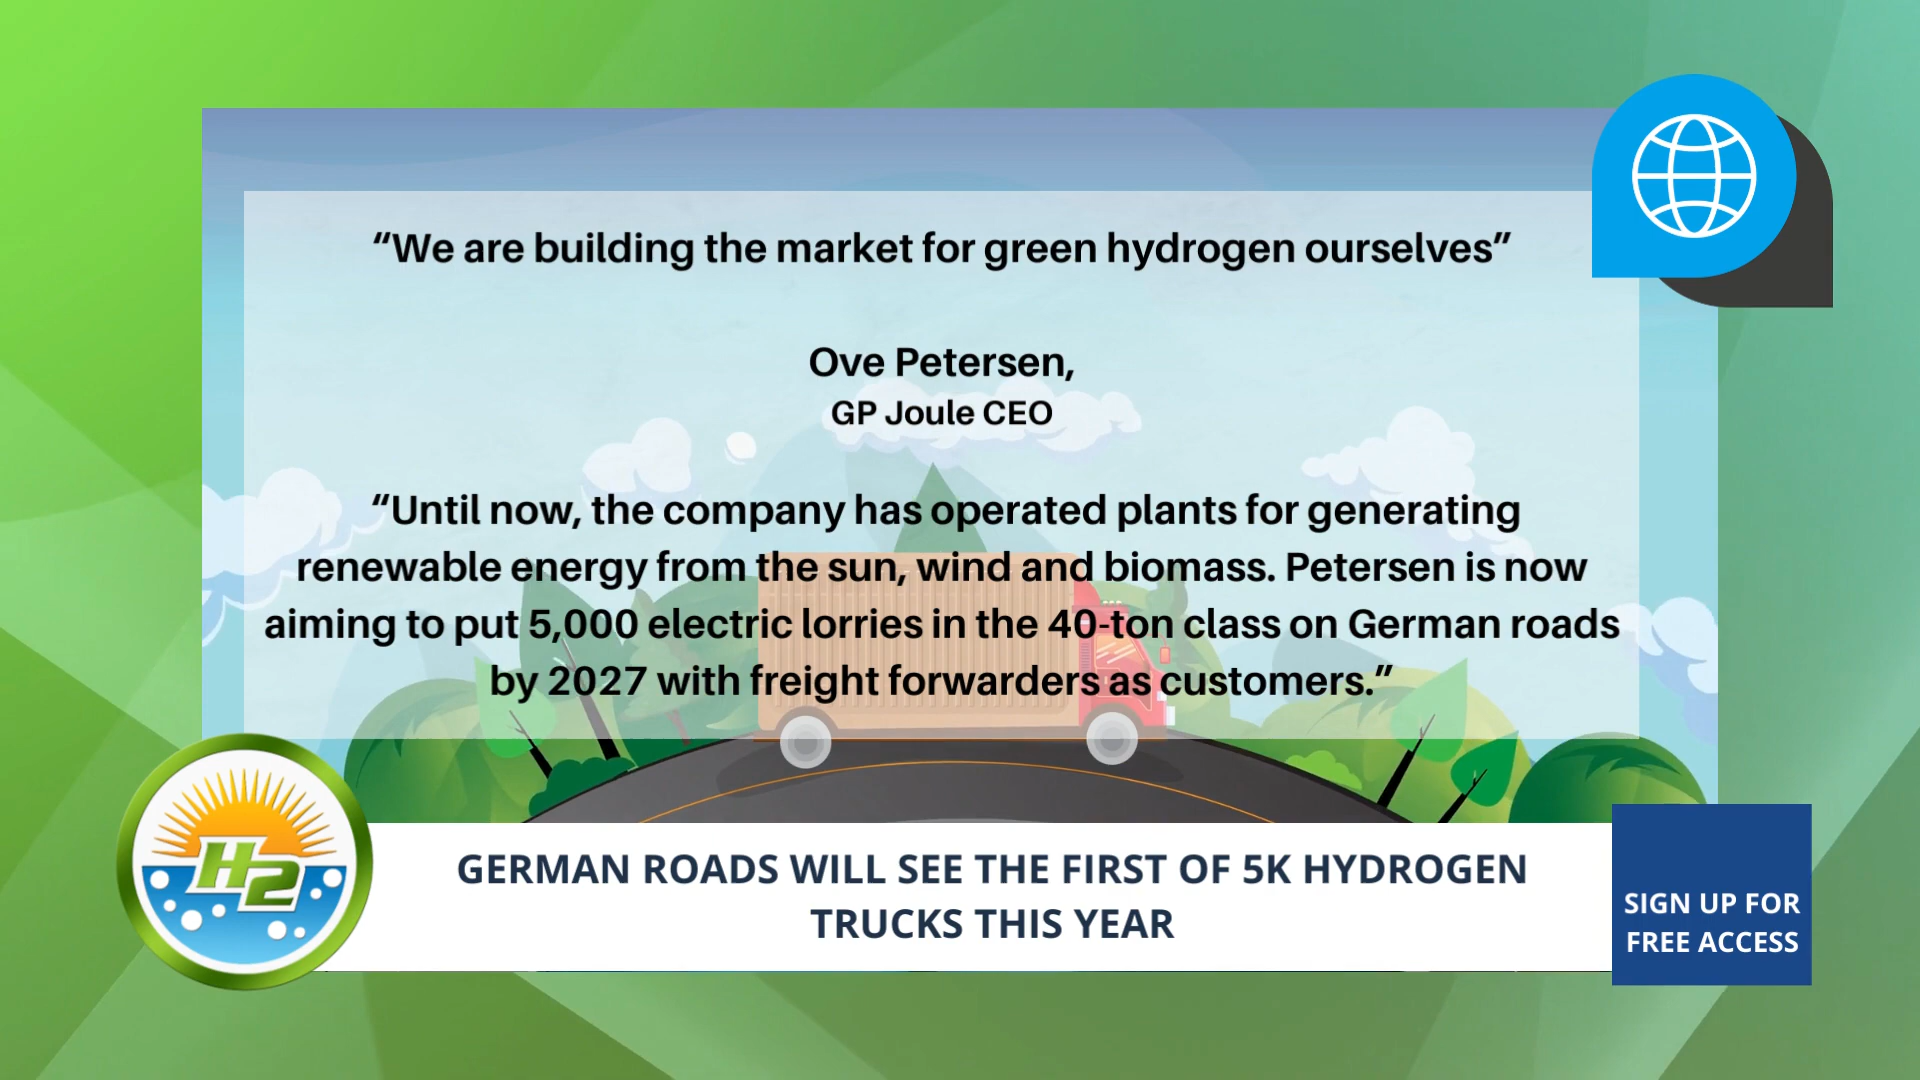 “We are building the market for green hydrogen ourselves”
Ove Petersen,
GP Joule CEO
“Until now, the company has operated plants for generating
renewable energy from the sun, wind and biomass. Petersen is now
aiming to put 5,000 electric lorries in the 40-ton class on German roads
by 2027 with freight forwarders as customers.”
H2
GERMAN ROADS WILL SEE THE FIRST OF 5K HYDROGEN
TRUCKS THIS YEAR
SIGN UP FOR
FREE ACCESS